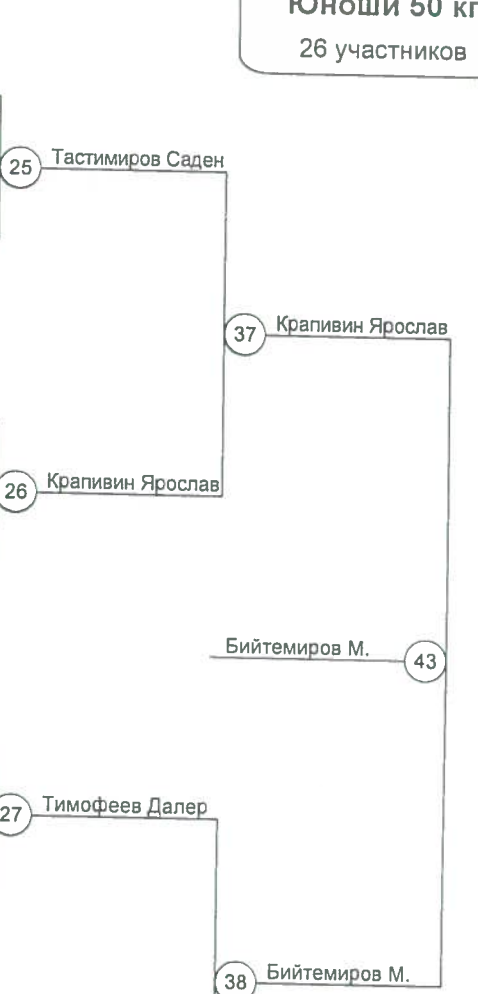 Юноши 50 кг
26 участников
25 Тастимиров Саден
37 Крапивин Ярослав
26 Крапивин Ярослав
Бийтемиров М. 43
27 Тимофеев Далер
38 Бийтемиров М.